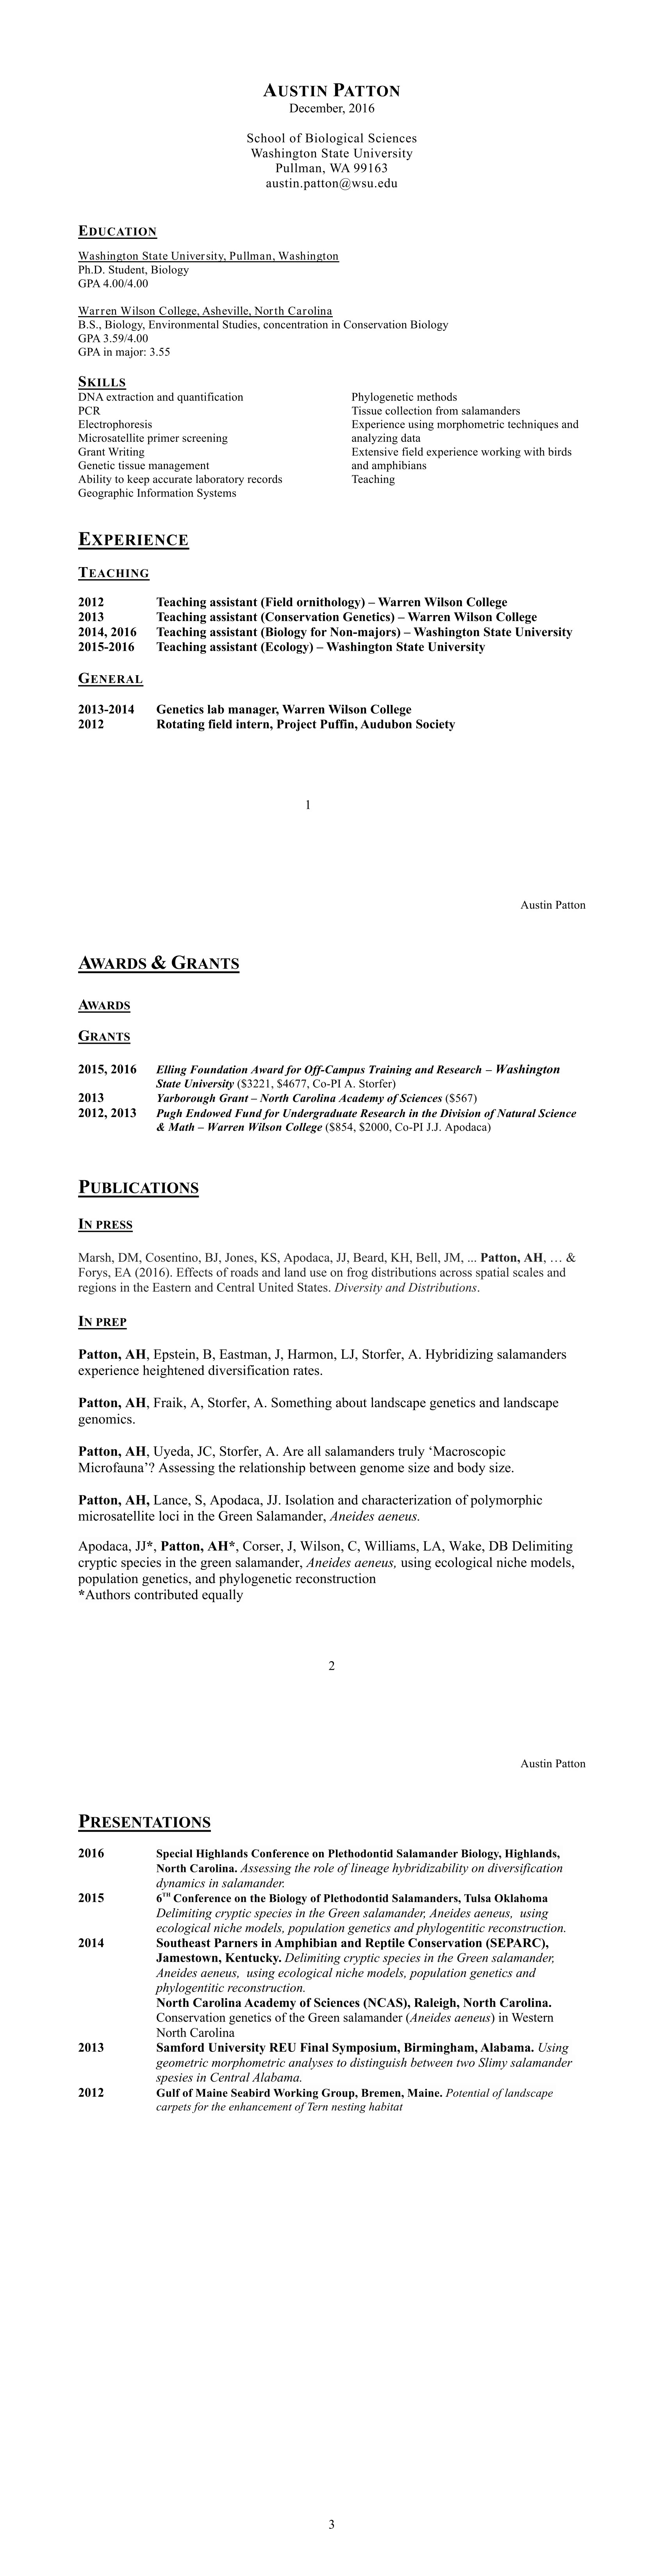 AUSTIN PATTON
December, 2016
School of Biological Sciences
Washington State University
Pullman, WA 99163
austin.patton@wsu.edu
EDUCATION
Washington State University, Pullman, Washington
Ph.D. Student, Biology
GPA 4.00/4.00
Warren Wilson College, Asheville, North Carolina
B.S., Biology, Environmental Studies, concentration in Conservation Biology
GPA 3.59/4.00
GPA in major: 3.55
SKILLS
DNA extraction and quantification
PCR
Electrophoresis
Microsatellite primer screening
Grant Writing
Genetic tissue management
Ability to keep accurate laboratory records
Geographic Information Systems
Phylogenetic methods
Tissue collection from salamanders
Experience using morphometric techniques and
analyzing data
Extensive field experience working with birds
and amphibians
Teaching
EXPERIENCE
TEACHING
2012 Teaching assistant (Field ornithology) – Warren Wilson College
2013 Teaching assistant (Conservation Genetics) – Warren Wilson College
2014, 2016 Teaching assistant (Biology for Non-majors) – Washington State University
2015-2016 Teaching assistant (Ecology) – Washington State University
GENERAL
2013-2014 Genetics lab manager, Warren Wilson College
2012 Rotating field intern, Project Puffin, Audubon Society
1
Austin Patton
AWARDS & GRANTS
AWARDS
GRANTS
2015, 2016 Elling Foundation Award for Off-Campus Training and Research – Washington
State University ($3221, $4677, Co-PI A. Storfer)
2013 Yarborough Grant – North Carolina Academy of Sciences ($567)
2012, 2013 Pugh Endowed Fund for Undergraduate Research in the Division of Natural Science
& Math – Warren Wilson College ($854, $2000, Co-PI J.J. Apodaca)
PUBLICATIONS
IN PRESS
Marsh, DM, Cosentino, BJ, Jones, KS, Apodaca, JJ, Beard, KH, Bell, JM, ... Patton, AH, … &
Forys, EA (2016). Effects of roads and land use on frog distributions across spatial scales and
regions in the Eastern and Central United States. Diversity and Distributions.
IN PREP
Patton, AH, Epstein, B, Eastman, J, Harmon, LJ, Storfer, A. Hybridizing salamanders
experience heightened diversification rates.
Patton, AH, Fraik, A, Storfer, A. Something about landscape genetics and landscape
genomics.
Patton, AH, Uyeda, JC, Storfer, A. Are all salamanders truly ‘Macroscopic
Microfauna’? Assessing the relationship between genome size and body size.
Patton, AH, Lance, S, Apodaca, JJ. Isolation and characterization of polymorphic
microsatellite loci in the Green Salamander, Aneides aeneus.
Apodaca, JJ*, Patton, AH*, Corser, J, Wilson, C, Williams, LA, Wake, DB Delimiting
cryptic species in the green salamander, Aneides aeneus, using ecological niche models,
population genetics, and phylogenetic reconstruction
*Authors contributed equally
2
Austin Patton
PRESENTATIONS
2016 Special Highlands Conference on Plethodontid Salamander Biology, Highlands,
North Carolina. Assessing the role of lineage hybridizability on diversification
dynamics in salamander.
2015 6TH Conference on the Biology of Plethodontid Salamanders, Tulsa Oklahoma
Delimiting cryptic species in the Green salamander, Aneides aeneus, using
ecological niche models, population genetics and phylogentitic reconstruction.
2014 Southeast Parners in Amphibian and Reptile Conservation (SEPARC),
Jamestown, Kentucky. Delimiting cryptic species in the Green salamander,
Aneides aeneus, using ecological niche models, population genetics and
phylogentitic reconstruction.
North Carolina Academy of Sciences (NCAS), Raleigh, North Carolina.
Conservation genetics of the Green salamander (Aneides aeneus) in Western
North Carolina
2013 Samford University REU Final Symposium, Birmingham, Alabama. Using
geometric morphometric analyses to distinguish between two Slimy salamander
spesies in Central Alabama.
2012 Gulf of Maine Seabird Working Group, Bremen, Maine. Potential of landscape
carpets for the enhancement of Tern nesting habitat
3